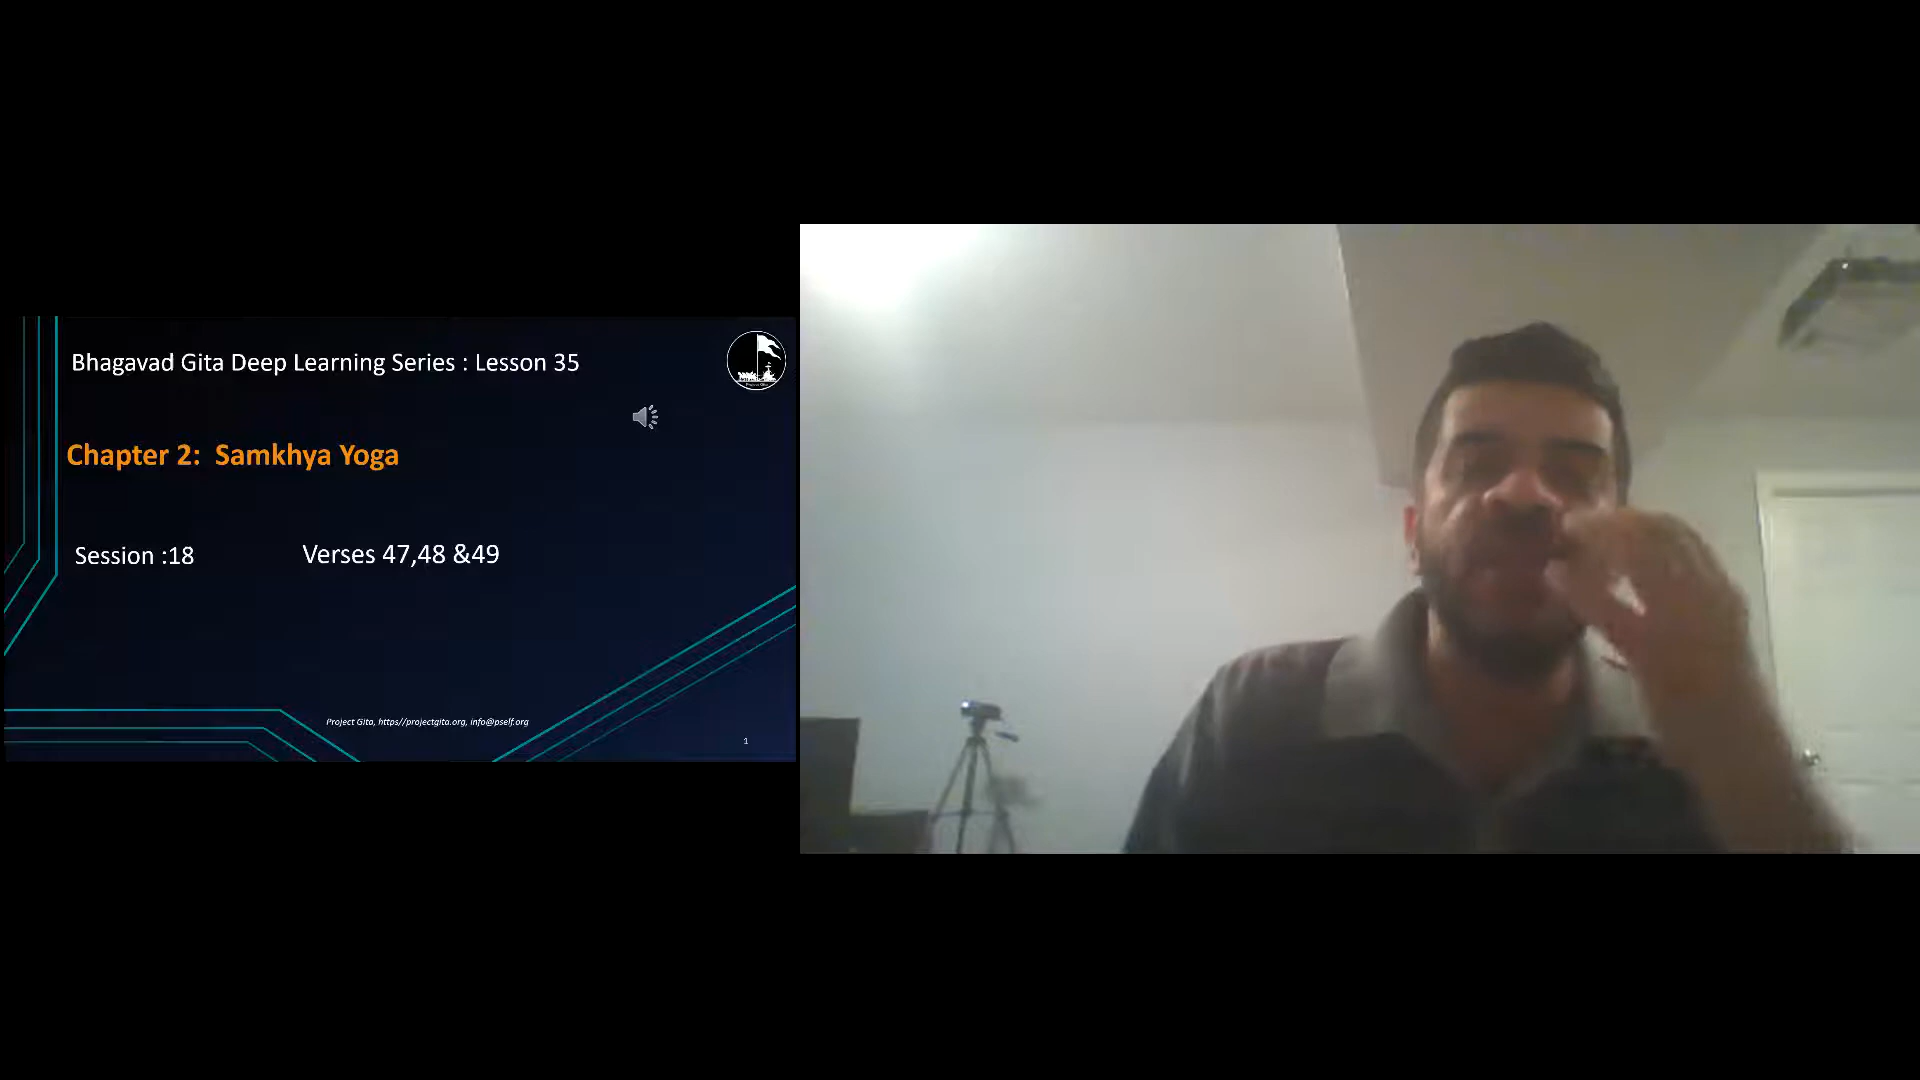 Bhagavad Gita Deep Learning Series : Lesson 35
Chapter 2: Samkhya Yoga
Session :18 Verses 47,48 &49
Project Gita, https//projectgita.org, info@pself.org
1